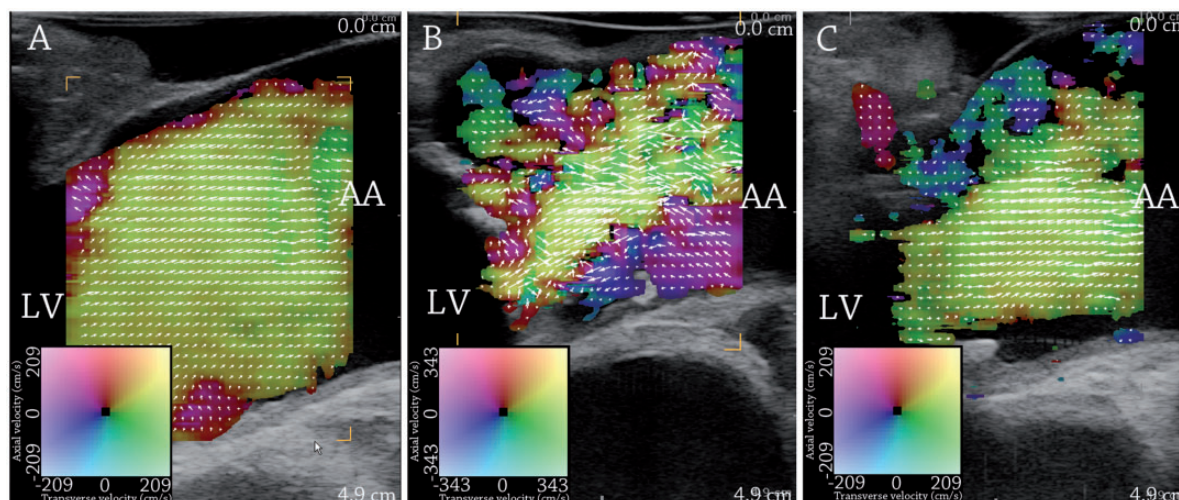 A
0.0 cm
AA
LV
Axial velocity (cm/s)
209
0
-209
-209 0 209
Transverse velocity (cm/s)
4.9 cm
B
0.0 cm
AA
LV
Axial velocity (cm/s)
343
0
-343
-343 0 343
Transverse velocity (cm/s)
4.9 cm
C
0.0 cm
AA
LV
Axial velocity (cm/s)
209
0
-209
-209 0 209
Transverse velocity (cm/s)
4.9 cm